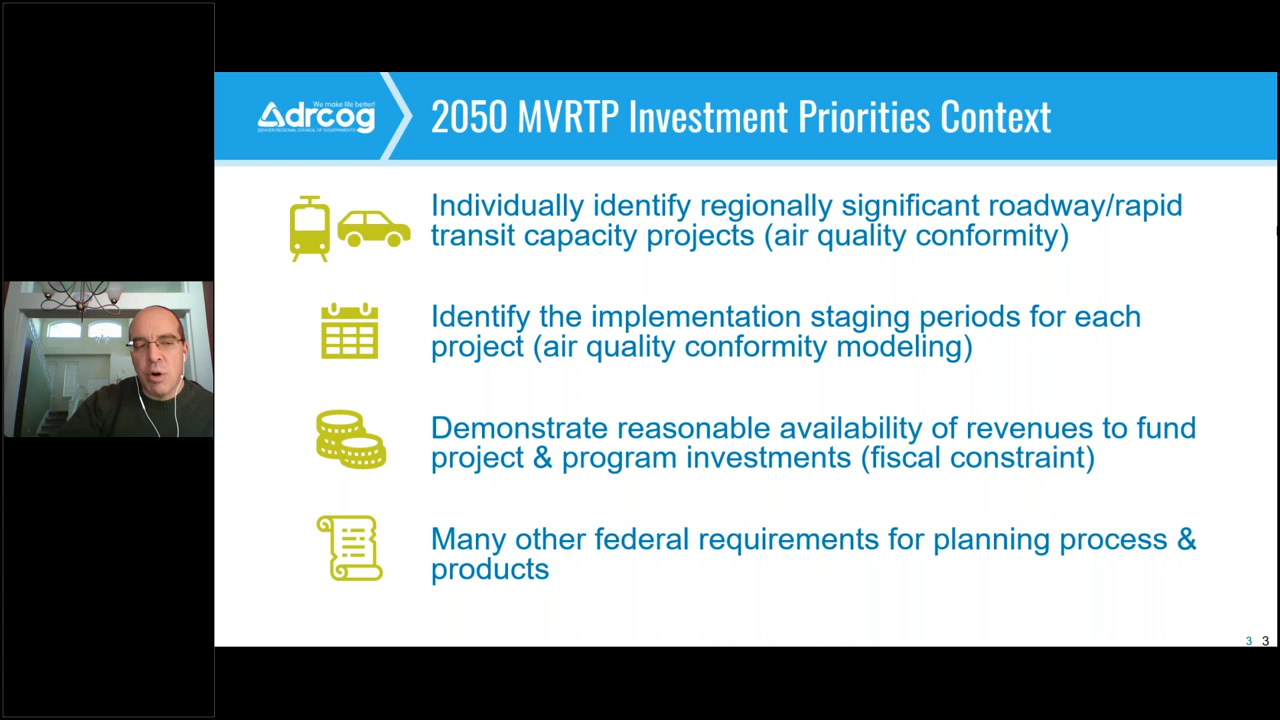 We make life better!
drcog
DENVER REGIONAL COUNCIL OF GOVERNMENTS
2050 MVRTP Investment Priorities Context
Individually identify regionally significant roadway/rapid
transit capacity projects (air quality conformity)
Identify the implementation staging periods for each
project (air quality conformity modeling)
Demonstrate reasonable availability of revenues to fund
project & program investments (fiscal constraint)
Many other federal requirements for planning process &
products
3 3